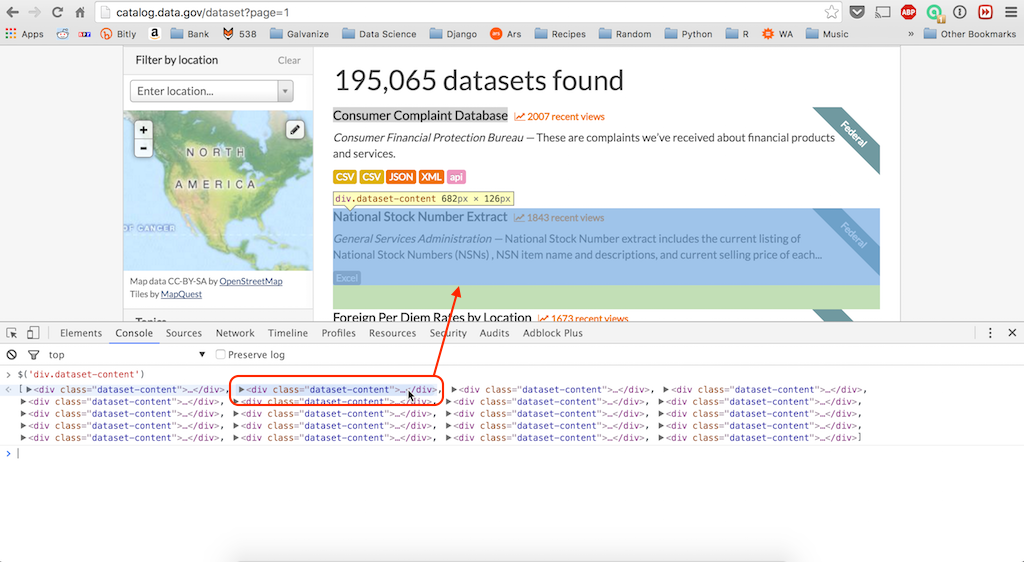 catalog.data.gov/dataset?page=1
ABP
1
Apps
Bitly
a
Bank
538
Galvanize
Data Science
Django
ars
Ars
Recipes
Random
Python
R
WA
Music
»
Other Bookmarks
Filter by location
Clear
Enter location...
+
-
NORTH
AMERICA
OF CANCER
Map data CC-BY-SA by OpenStreetMap
Tiles by MapQuest
Topics
195,065 datasets found
Consumer Complaint Database
2007 recent views
Federal
Consumer Financial Protection Bureau — These are complaints we've received about financial products
and services.
CSV CSV JSON XML api
div.dataset-content 682px × 126px
National Stock Number Extract
1843 recent views
Federal
General Services Administration — National Stock Number extract includes the current listing of
National Stock Numbers (NSNs) , NSN item name and descriptions, and current selling price of each...
Excel
Foreign Per Diem Rates by Location
1673 recent views
Elements Console Sources Network Timeline Profiles Resources Security Audits Adblock Plus
top
Preserve log
> $('div.dataset-content')
[▶<div class="dataset-content">…</div>, ▶<div class="dataset-content">…</div>, ▶<div class="dataset-content">…</div>, ▶<div class="dataset-content">…</div>,
▶<div class="dataset-content">…</div>, ▶<div class="dataset-content">…</div>, ▶<div class="dataset-content">…</div>, ▶<div class="dataset-content">…</div>,
▶<div class="dataset-content">…</div>, ▶<div class="dataset-content">…</div>, ▶<div class="dataset-content">…</div>, ▶<div class="dataset-content">…</div>,
▶<div class="dataset-content">…</div>, ▶<div class="dataset-content">…</div>, ▶<div class="dataset-content">…</div>, ▶<div class="dataset-content">…</div>,
▶<div class="dataset-content">…</div>, ▶<div class="dataset-content">…</div>, ▶<div class="dataset-content">…</div>, ▶<div class="dataset-content">…</div>]
>